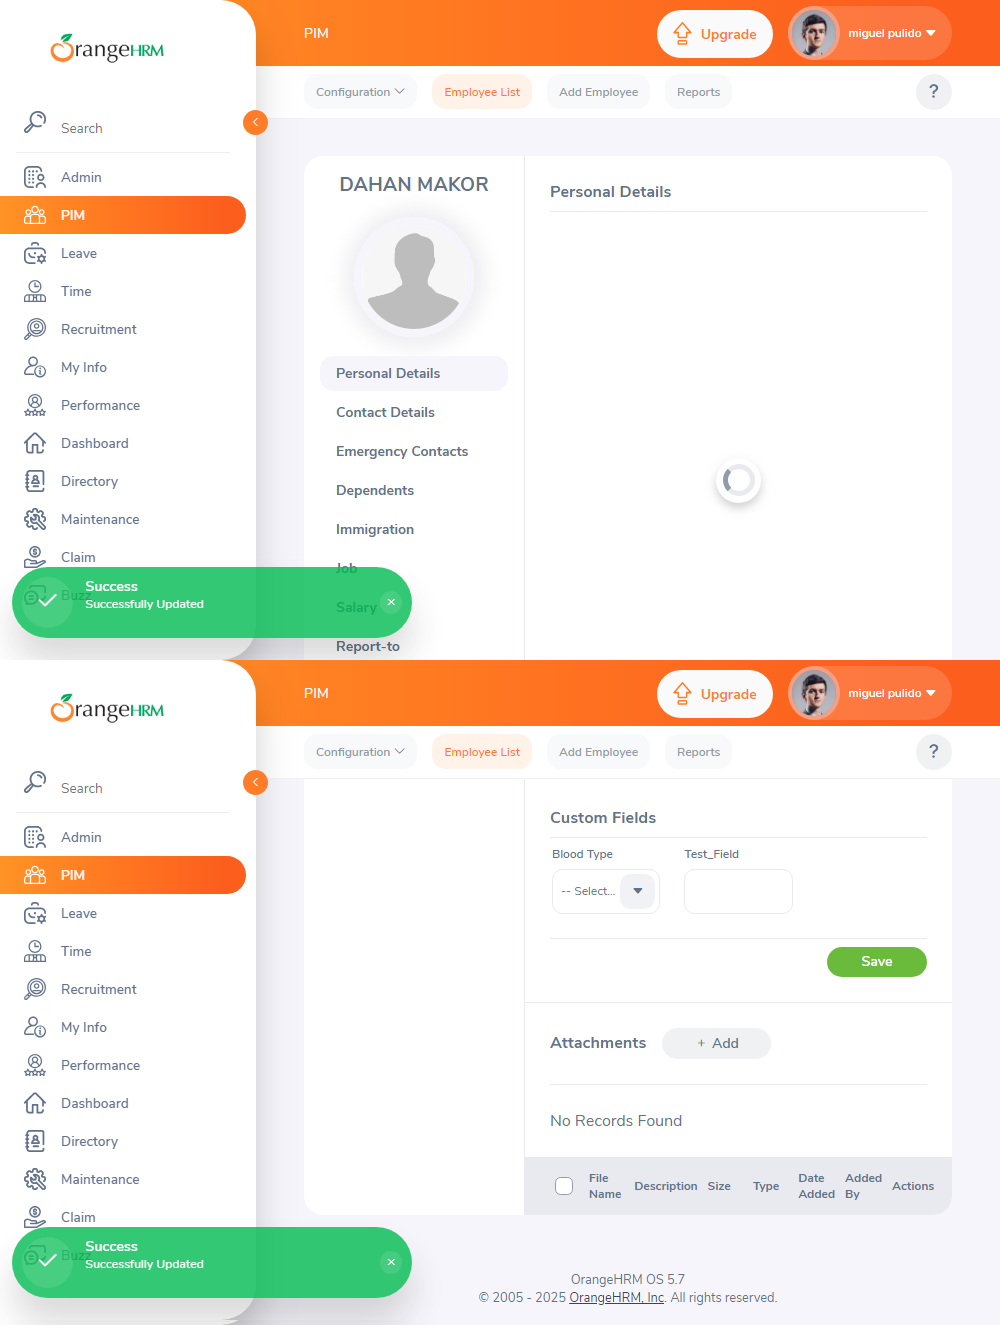 OrangeHRM
PIM
Upgrade
miguel pulido
Configuration
Employee List
Add Employee
Reports
?
Search
Admin
PIM
Leave
Time
Recruitment
My Info
Performance
Dashboard
Directory
Maintenance
Claim
Buzz
Success
Successfully Updated
DAHAN MAKOR
Personal Details
Contact Details
Emergency Contacts
Dependents
Immigration
Job
Salary
Report-to
Personal Details
OrangeHRM
PIM
Upgrade
miguel pulido
Configuration
Employee List
Add Employee
Reports
?
Search
Admin
PIM
Leave
Time
Recruitment
My Info
Performance
Dashboard
Directory
Maintenance
Claim
Buzz
Success
Successfully Updated
Custom Fields
Blood Type
Test_Field
-- Select...
Save
Attachments
+ Add
No Records Found
File Name
Description
Size
Type
Date Added
Added By
Actions
OrangeHRM OS 5.7
© 2005 - 2025 OrangeHRM, Inc. All rights reserved.